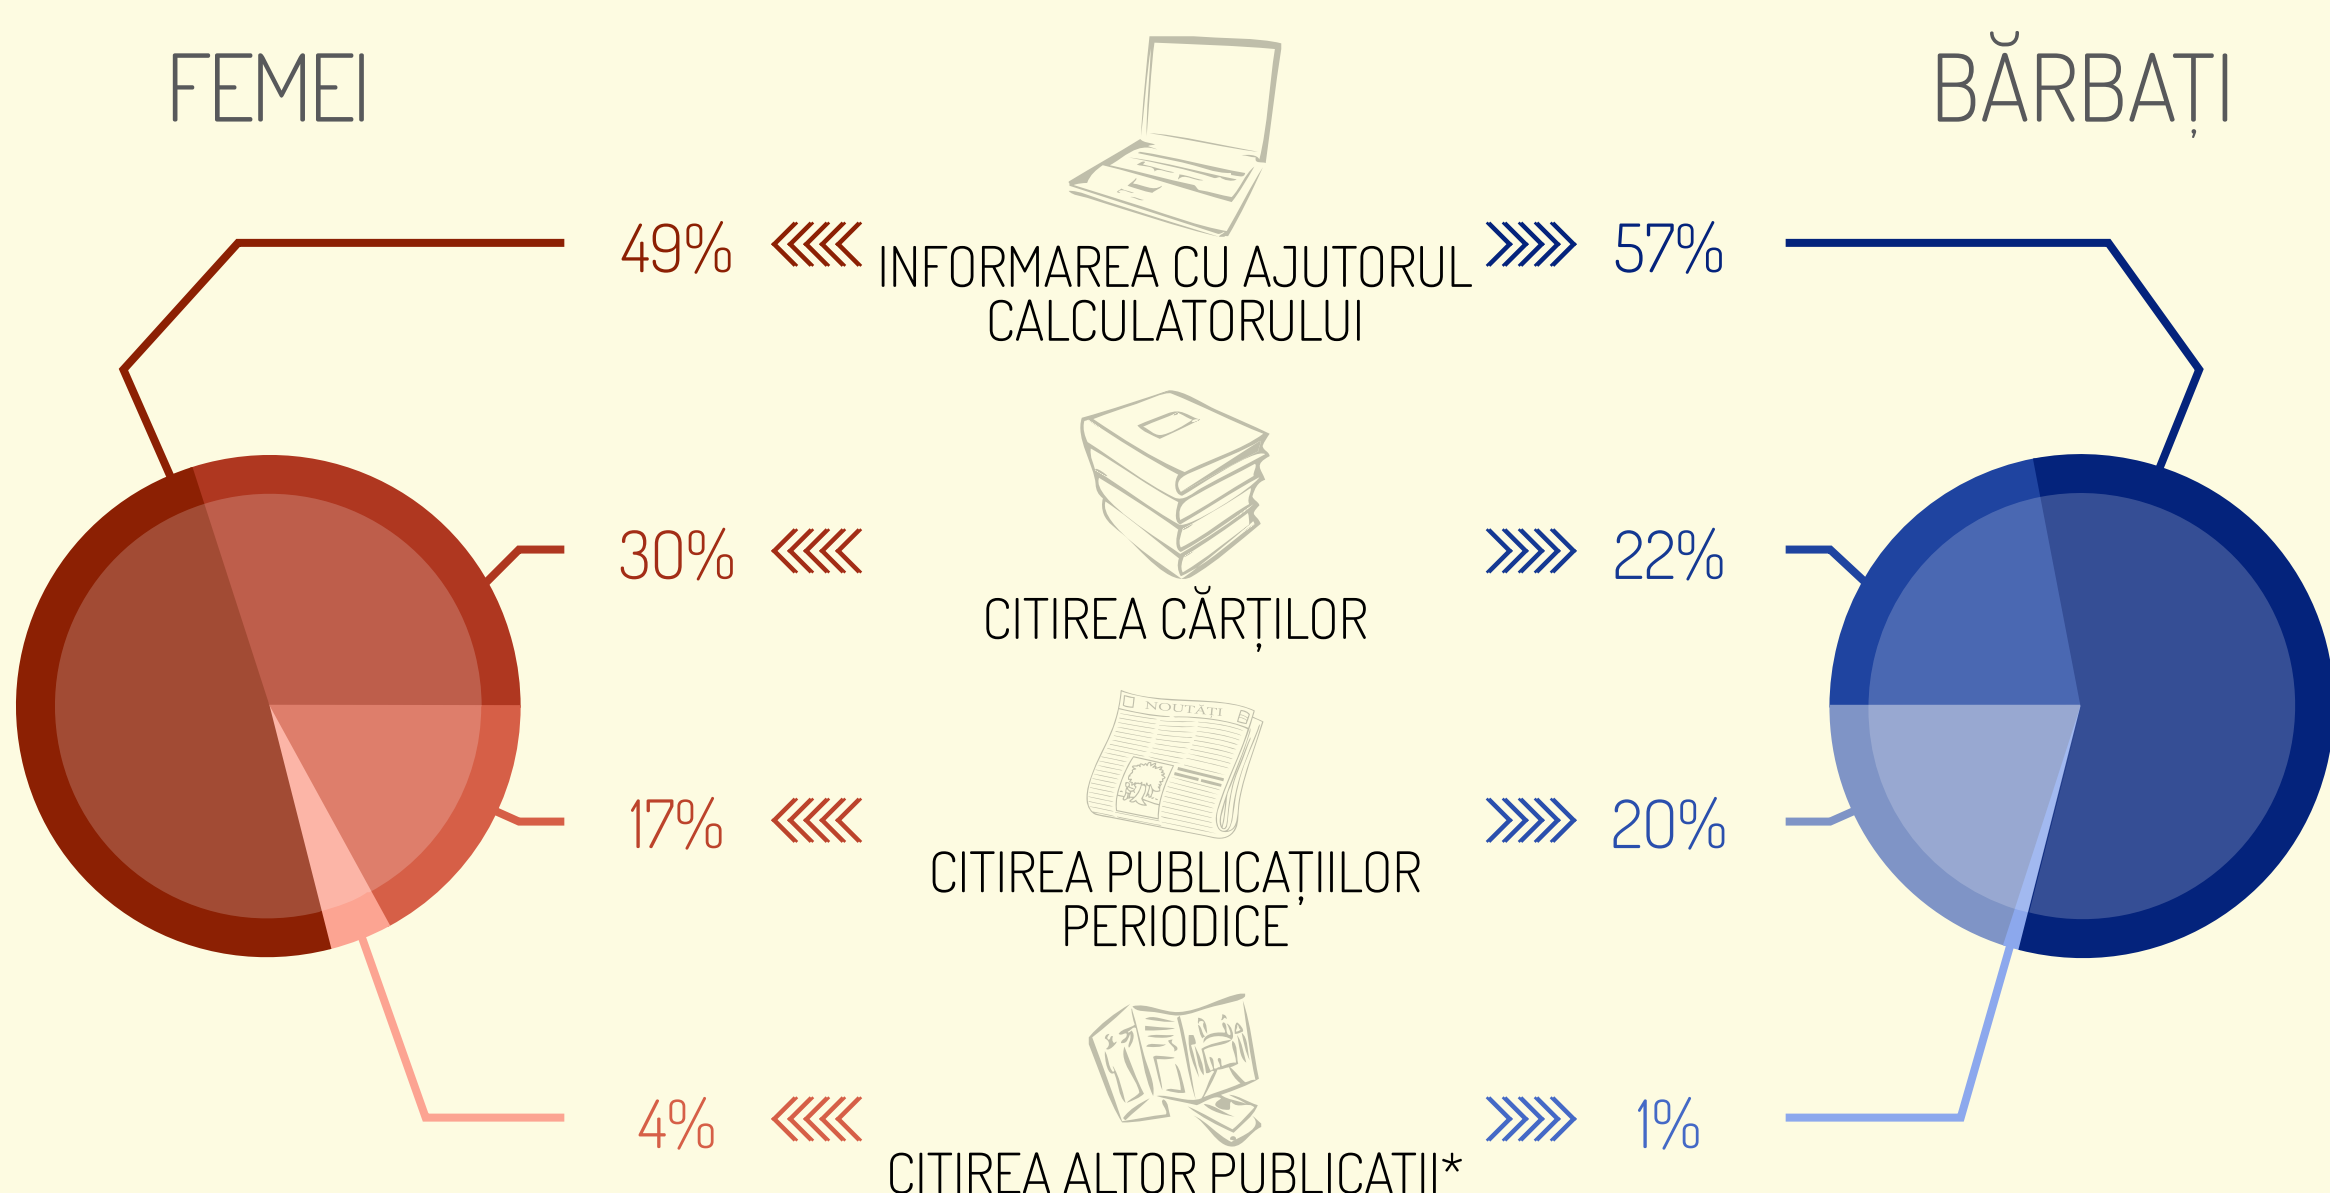 FEMEI
BĂRBAȚI
49%
INFORMAREA CU AJUTORUL
CALCULATORULUI
57%
30%
CITIREA CĂRȚILOR
22%
NOUTĂȚI
17%
CITIREA PUBLICAȚIILOR
PERIODICE
20%
4%
CITIREA ALTOR PUBLICAȚII*
1%